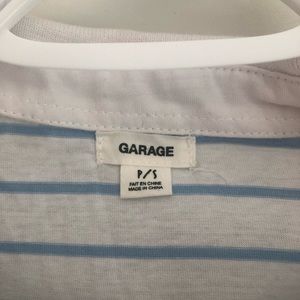 GARAGE
P/S
FAIT EN CHINE
MADE IN CHINA